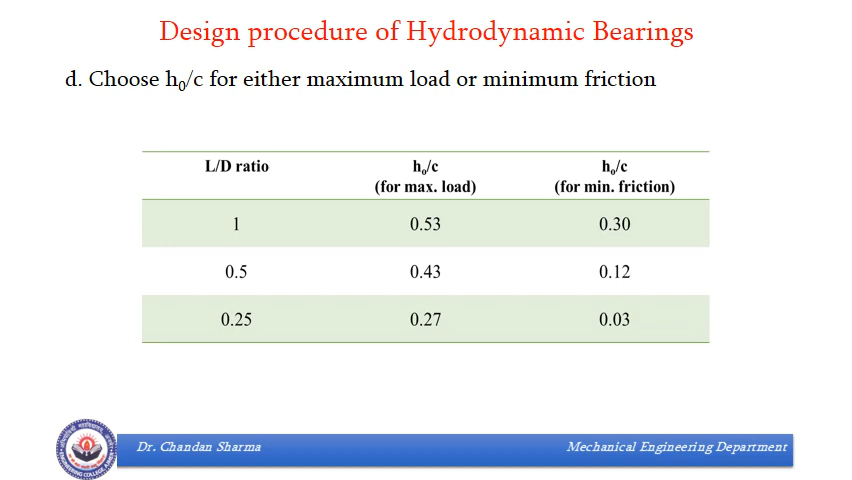 Design procedure of Hydrodynamic Bearings
d. Choose h₀/c for either maximum load or minimum friction
L/D ratio h₀/c h₀/c
(for max. load) (for min. friction)
1 0.53 0.30
0.5 0.43 0.12
0.25 0.27 0.03
Dr. Chandan Sharma Mechanical Engineering Department